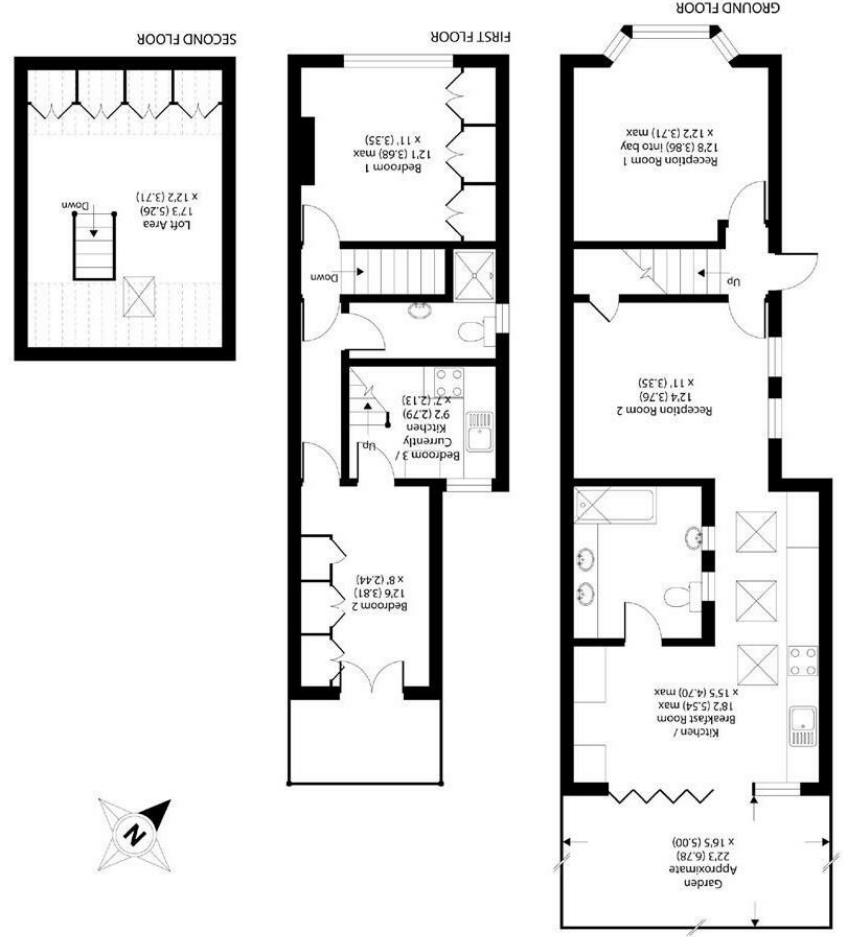 Garden
Approximate
22'3 (6.78)
x 16'5 (5.00)
Kitchen /
Breakfast Room
18'2 (5.54) max
x 15'5 (4.70) max
Reception Room 2
12'4 (3.76)
x 11' (3.35)
Up
Reception Room 1
12'8 (3.86) into bay
x 12'2 (3.71) max
GROUND FLOOR
Bedroom 2
12'6 (3.81)
x 8' (2.44)
Bedroom 3 /
Currently
Kitchen
9'2 (2.79)
x 7' (2.13)
Up
Down
Bedroom 1
12'1 (3.68) max
x 11' (3.35)
FIRST FLOOR
N
Loft Area
17'3 (5.26)
x 12'2 (3.71)
Down
SECOND FLOOR